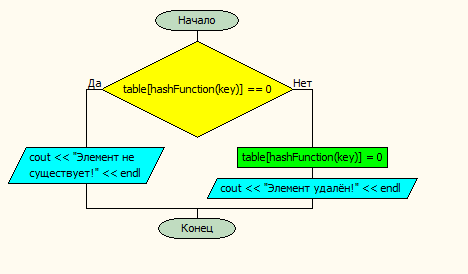 Начало
table[hashFunction(key)] == 0
Да
Нет
cout << "Элемент не
существует!" << endl
table[hashFunction(key)] = 0
cout << "Элемент удалён!" << endl
Конец